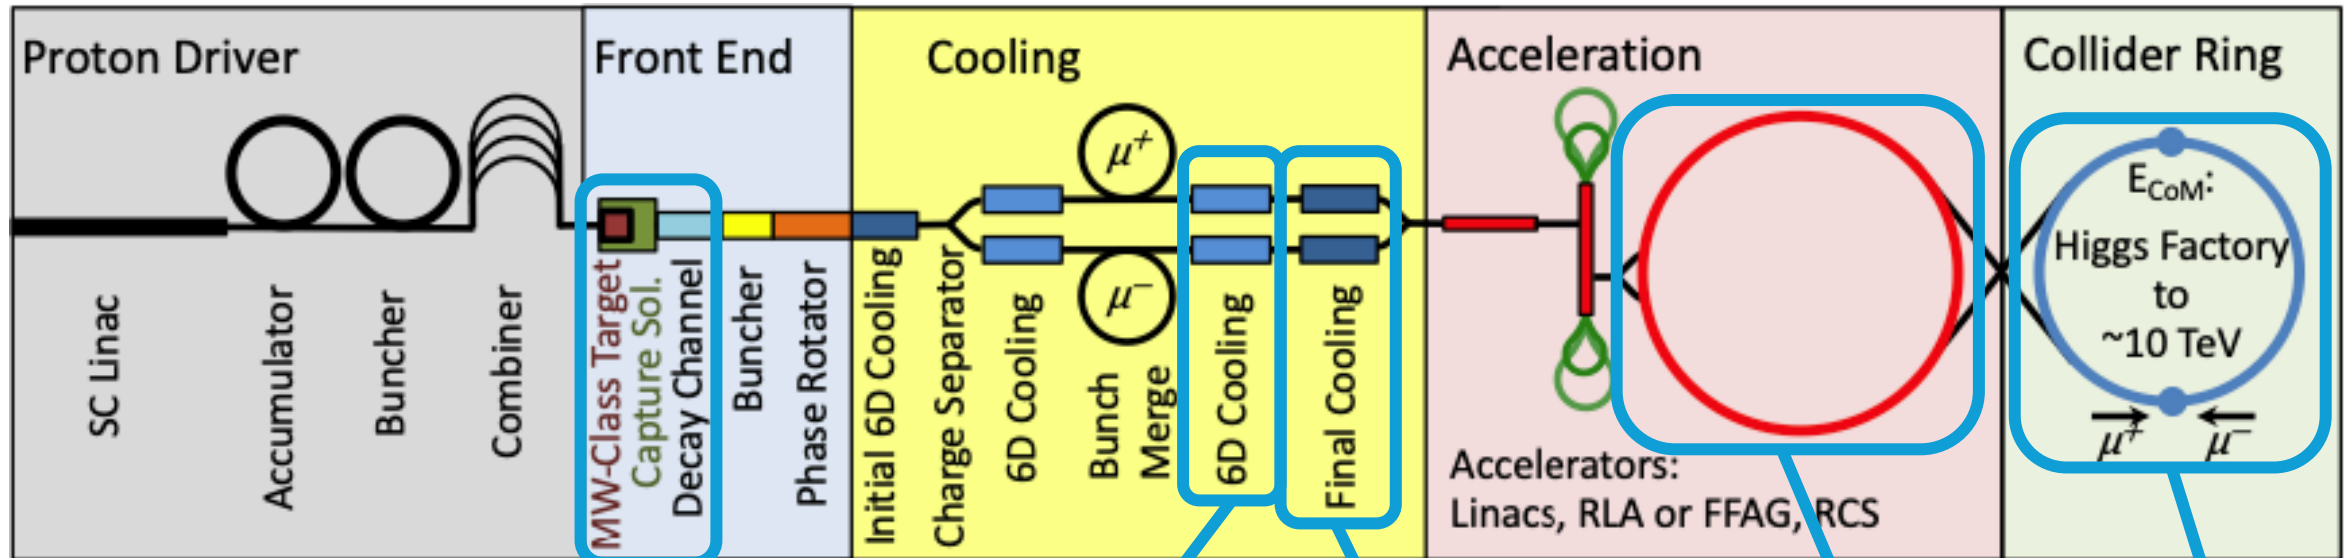 Proton Driver
SC Linac
Accumulator
Buncher
Combiner
Front End
MW-Class Target
Capture Sol.
Decay Channel
Buncher
Phase Rotator
Cooling
Initial 6D Cooling
Charge Separator
6D Cooling
μ+
μ−
Bunch
Merge
6D Cooling
Final Cooling
Acceleration
Accelerators:
Linacs, RLA or FFAG, RCS
Collider Ring
ECoM:
Higgs Factory
to
~10 TeV
μ+ μ−